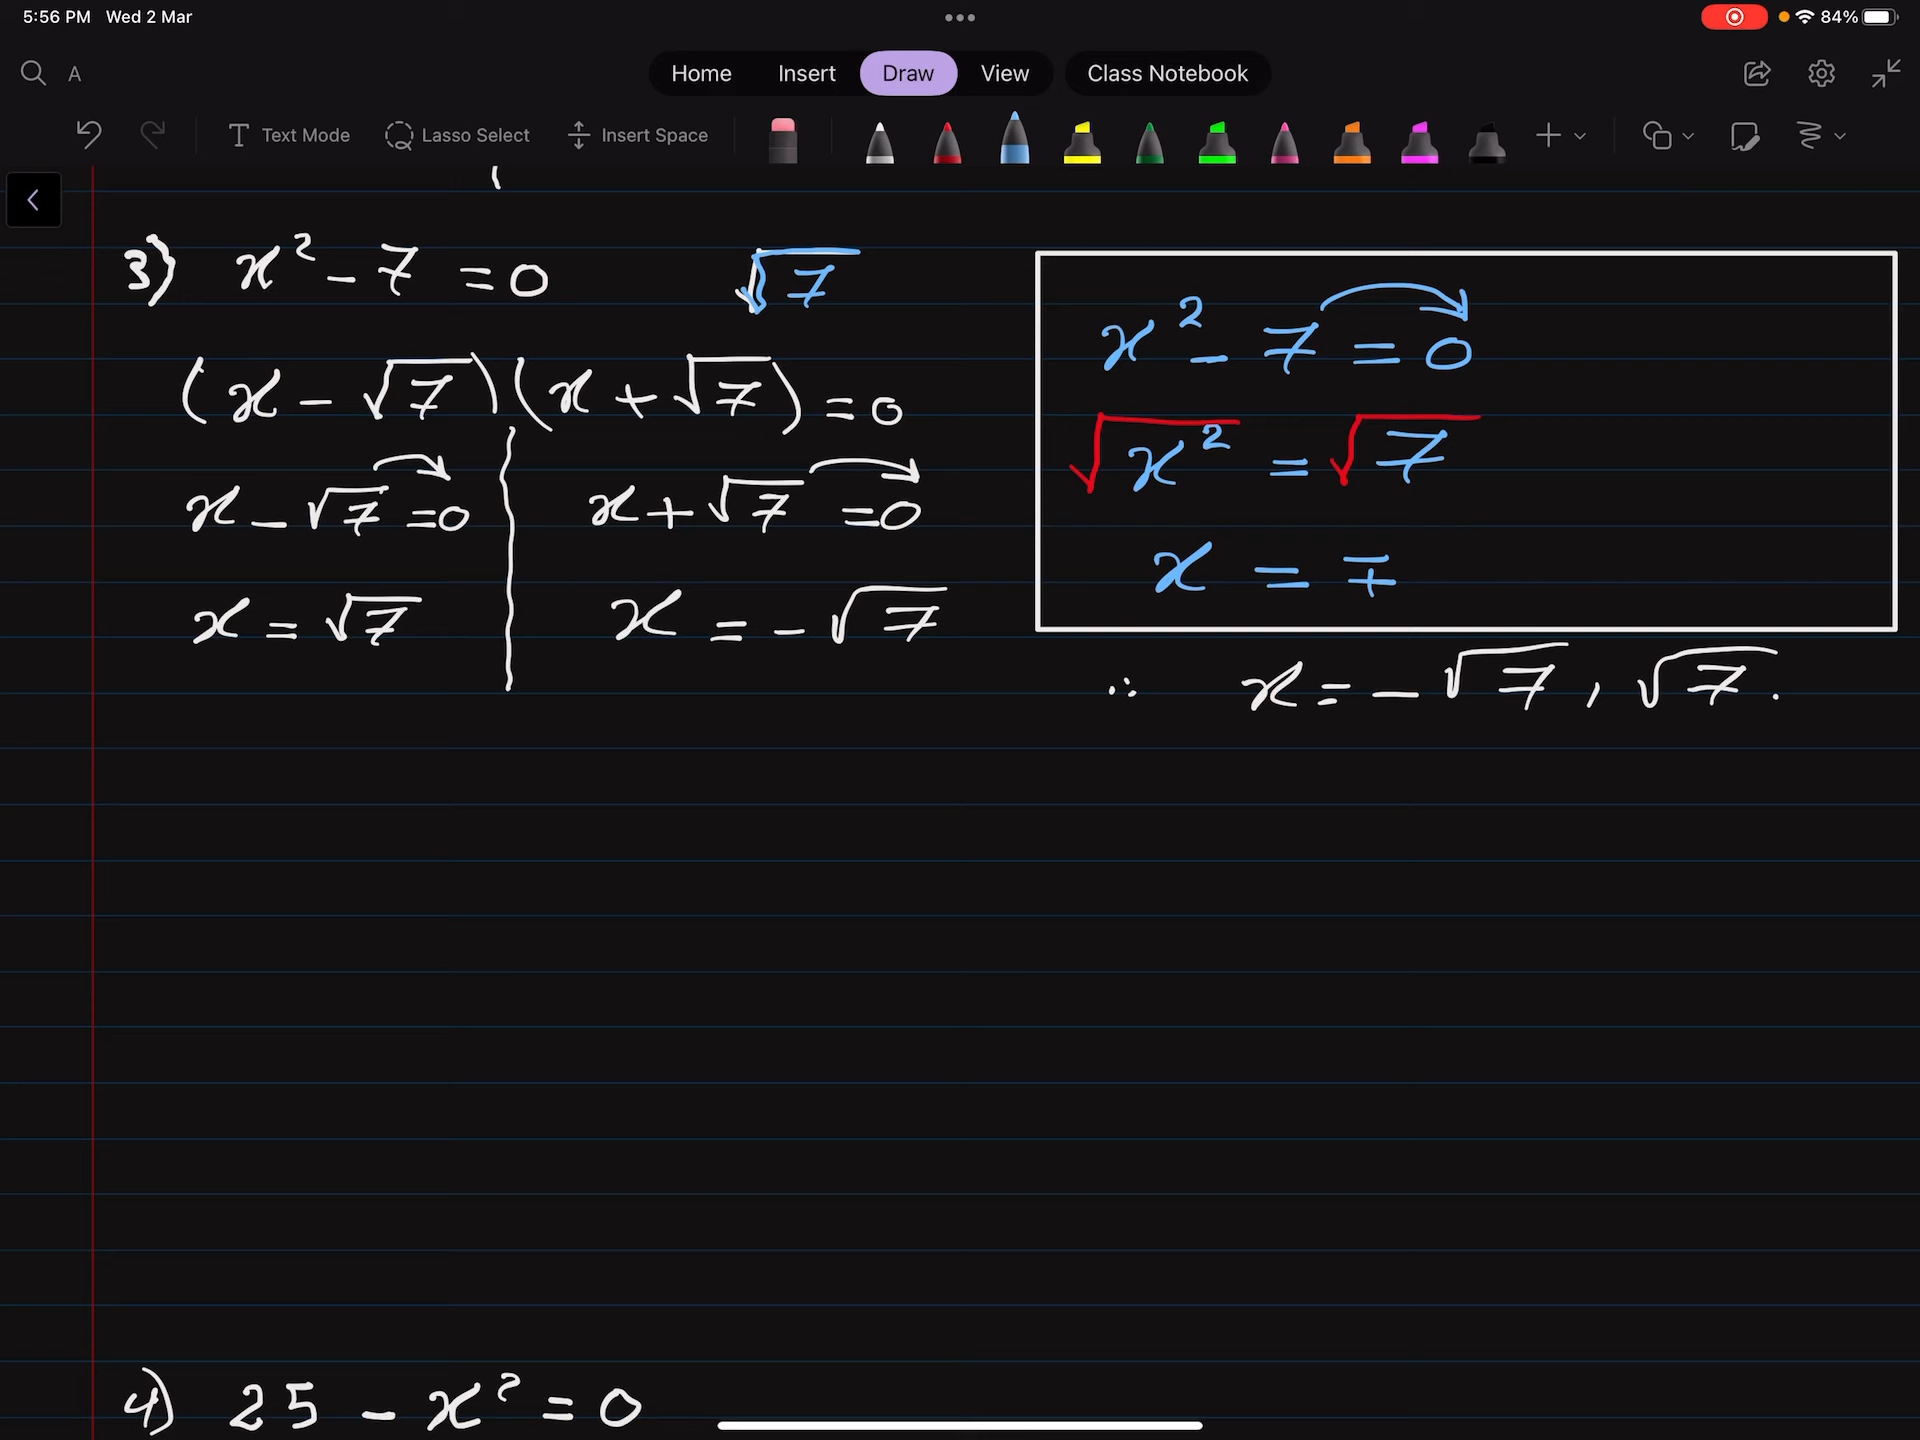 5:56 PM Wed 2 Mar
84%
A
Home Insert Draw View Class Notebook
Text Mode Lasso Select Insert Space
3) x² - 7 = 0
√7
(x - √7)(x + √7) = 0
x - √7 = 0
x + √7 = 0
x = √7
x = - √7
x² - 7 = 0
√x² = √7
x = ∓
∴ x = - √7 , √7 .
4) 25 - x² = 0